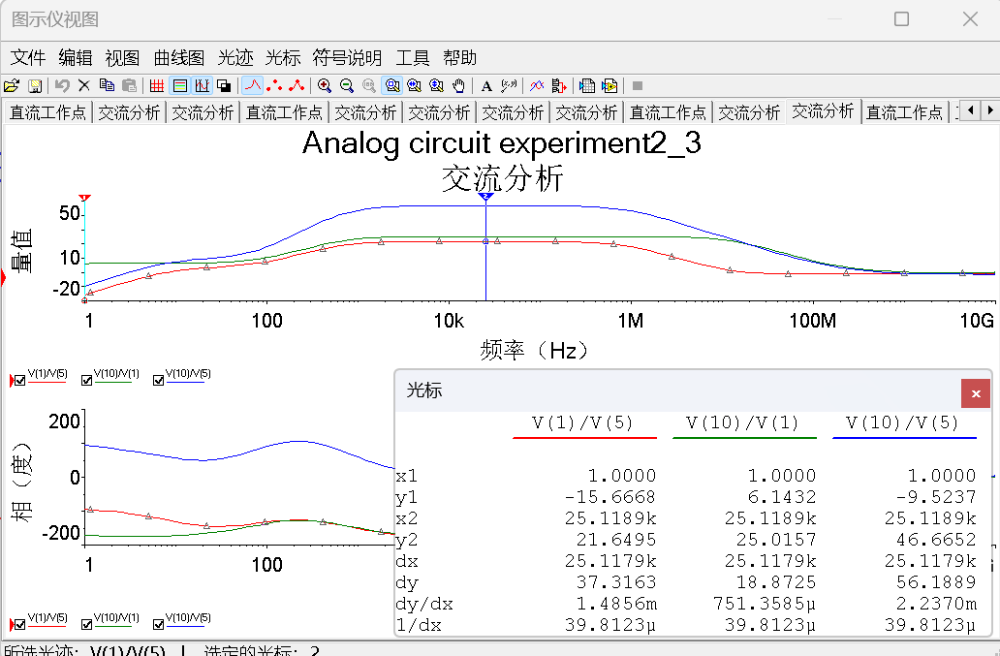 图示仪视图
文件 编辑 视图 曲线图 光迹 光标 符号说明 工具 帮助
直流工作点 交流分析 交流分析 直流工作点 交流分析 交流分析 交流分析 交流分析 直流工作点 交流分析 交流分析 直流工作点
Analog circuit experiment2_3
交流分析
量值
50
10
-20
1 100 10k 1M 100M 10G
频率（Hz）
V(1)/V(5) V(10)/V(1) V(10)/V(5)
相（度）
200
0
-200
1 100
光标
V(1)/V(5) V(10)/V(1) V(10)/V(5)
x1 1.0000 1.0000 1.0000
y1 -15.6668 6.1432 -9.5237
x2 25.1189k 25.1189k 25.1189k
y2 21.6495 25.0157 46.6652
dx 25.1179k 25.1179k 25.1179k
dy 37.3163 18.8725 56.1889
dy/dx 1.4856m 751.3585µ 2.2370m
1/dx 39.8123µ 39.8123µ 39.8123µ
V(1)/V(5) V(10)/V(1) V(10)/V(5)
所选光迹: V(1)/V(5) | 选定的光标: 2